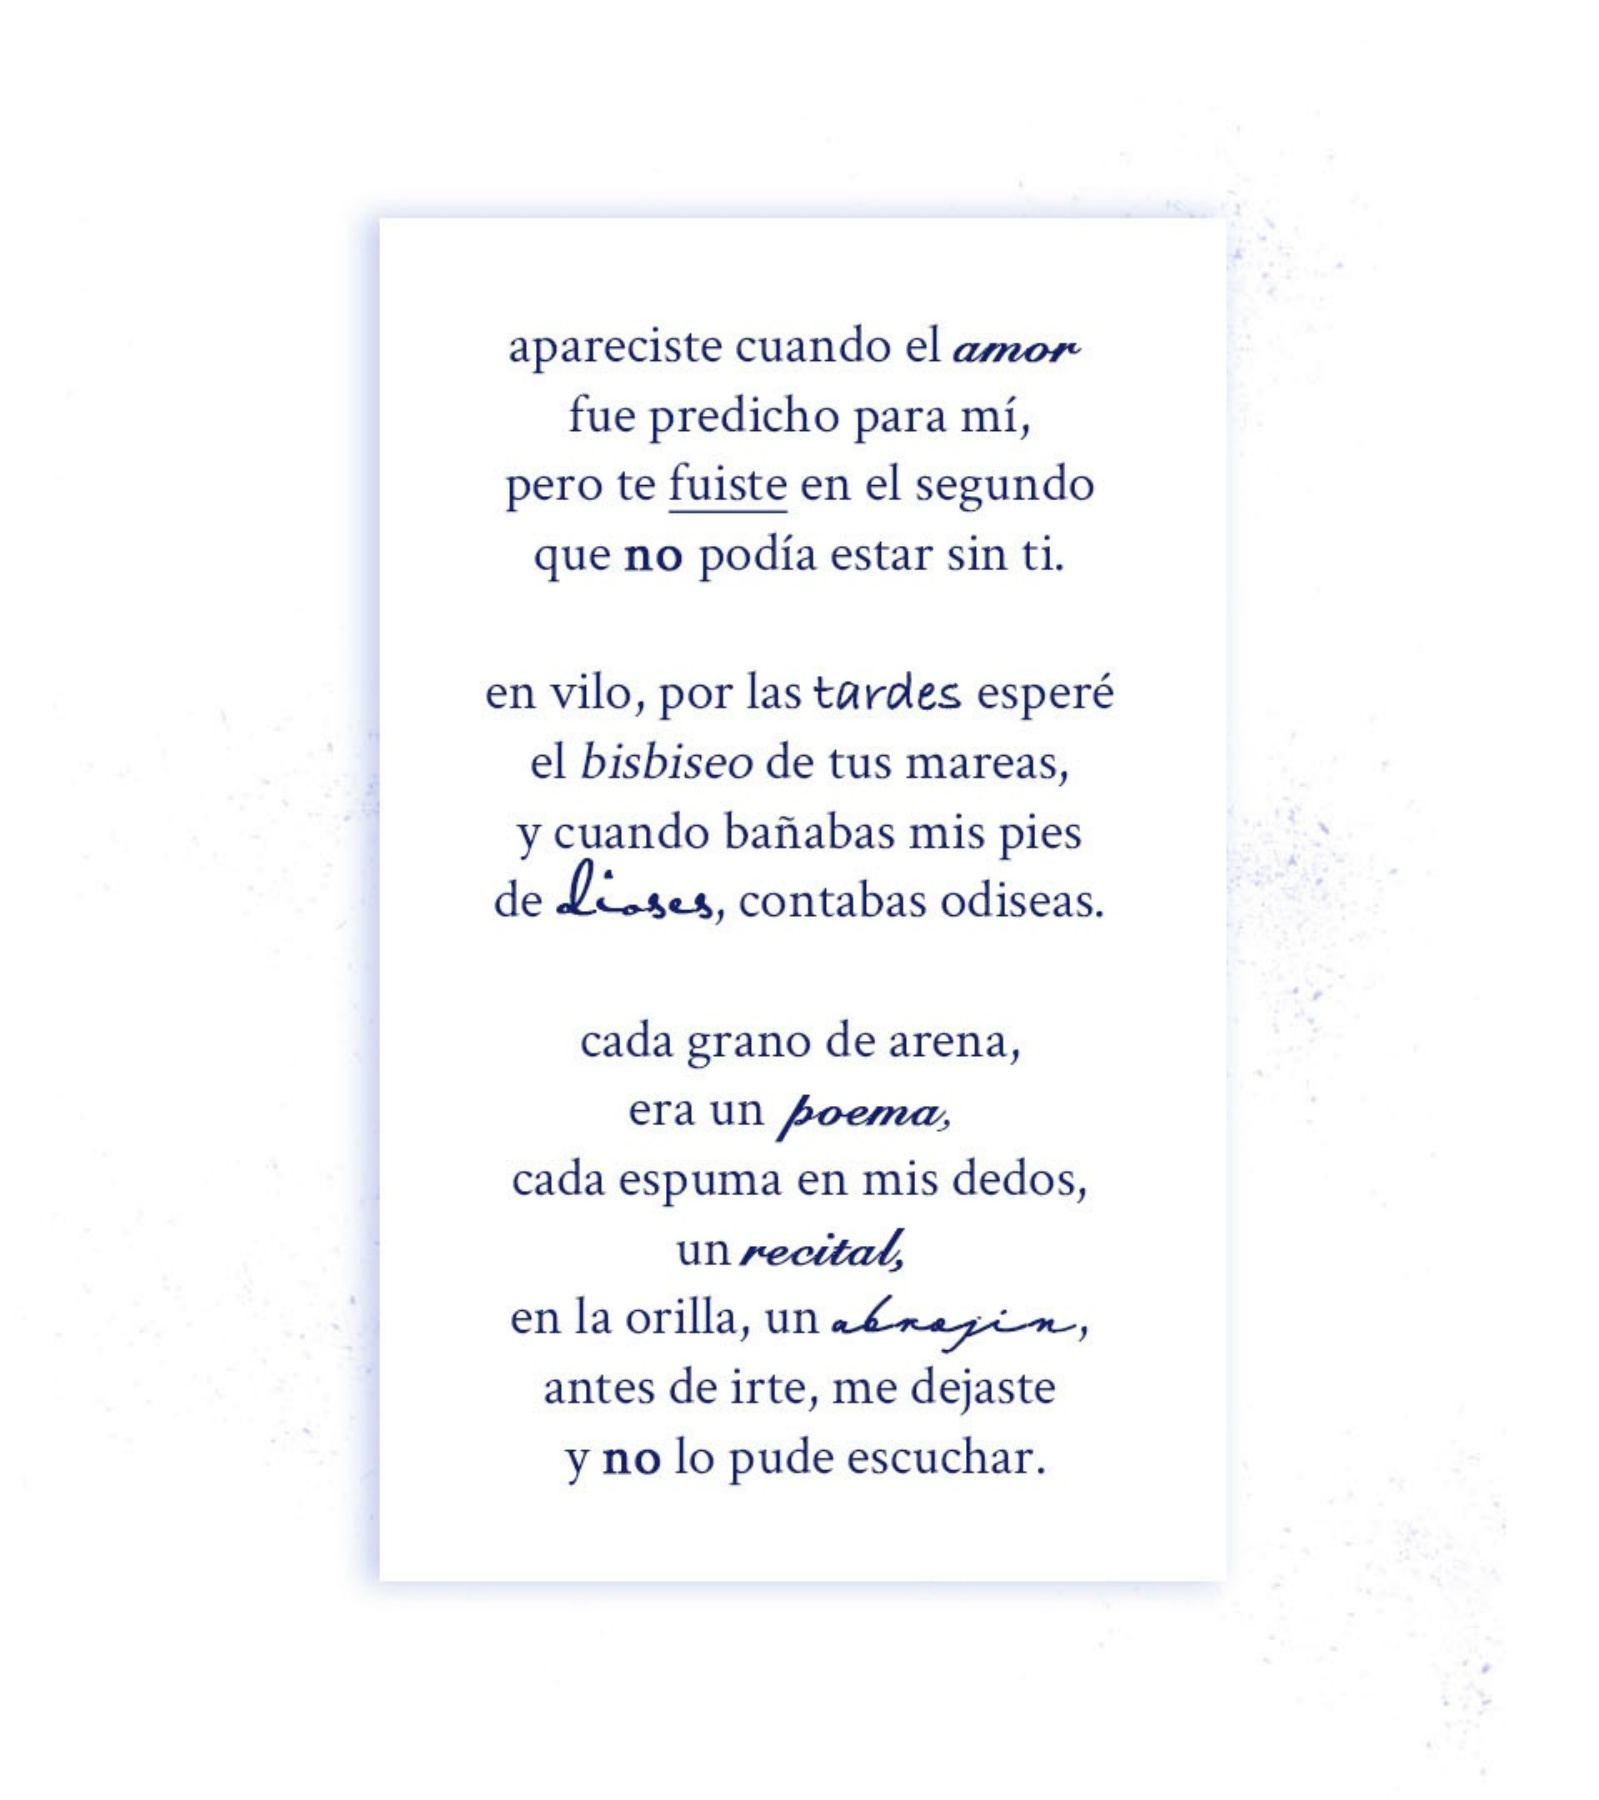 apareciste cuando el amor
fue predicho para mí,
pero te fuiste en el segundo
que no podía estar sin ti.
en vilo, por las tardes esperé
el bisbiseo de tus mareas,
y cuando bañabas mis pies
de dioses, contabas odiseas.
cada grano de arena,
era un poema,
cada espuma en mis dedos,
un recital,
en la orilla, un abrojín,
antes de irte, me dejaste
y no lo pude escuchar.